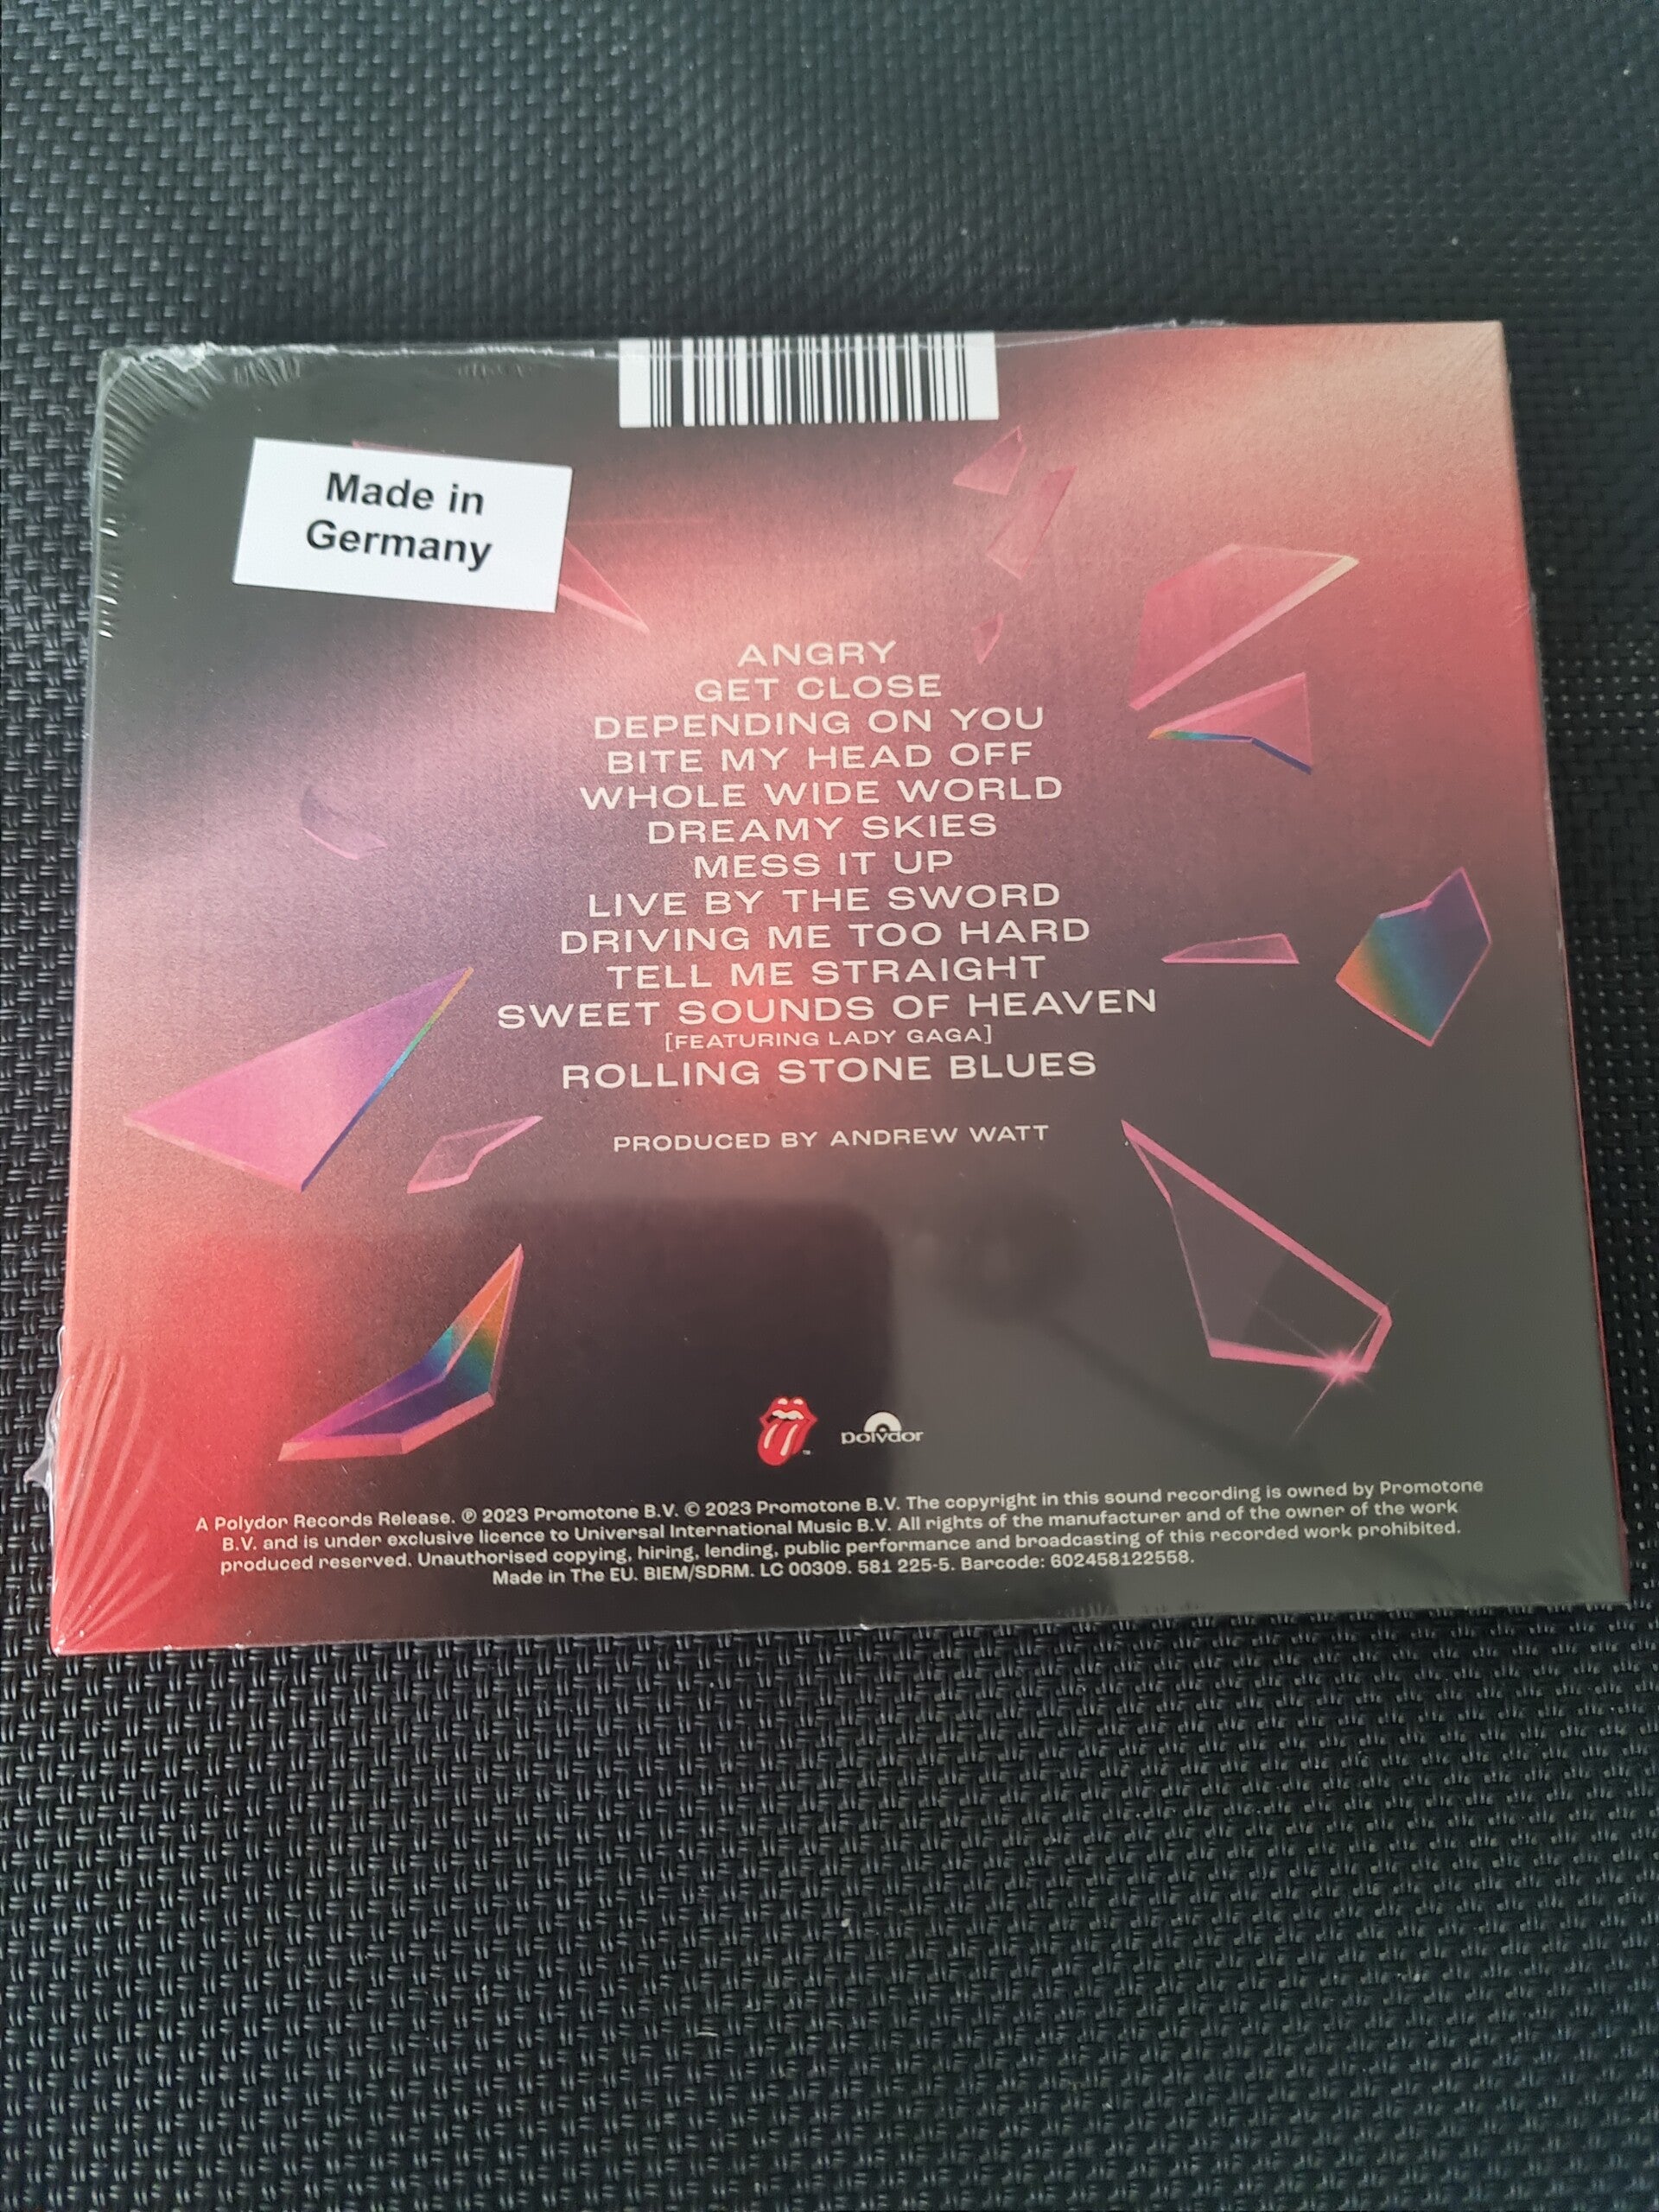 Made in
Germany
ANGRY
GET CLOSE
DEPENDING ON YOU
BITE MY HEAD OFF
WHOLE WIDE WORLD
DREAMY SKIES
MESS IT UP
LIVE BY THE SWORD
DRIVING ME TOO HARD
TELL ME STRAIGHT
SWEET SOUNDS OF HEAVEN
[FEATURING LADY GAGA]
ROLLING STONE BLUES
PRODUCED BY ANDREW WATT
TM
polydor
A Polydor Records Release. ℗ 2023 Promotone B.V. © 2023 Promotone B.V. The copyright in this sound recording is owned by Promotone
B.V. and is under exclusive licence to Universal International Music B.V. All rights of the manufacturer and of the owner of the work
produced reserved. Unauthorised copying, hiring, lending, public performance and broadcasting of this recorded work prohibited.
Made in The EU. BIEM/SDRM. LC 00309. 581 225-5. Barcode: 602458122558.